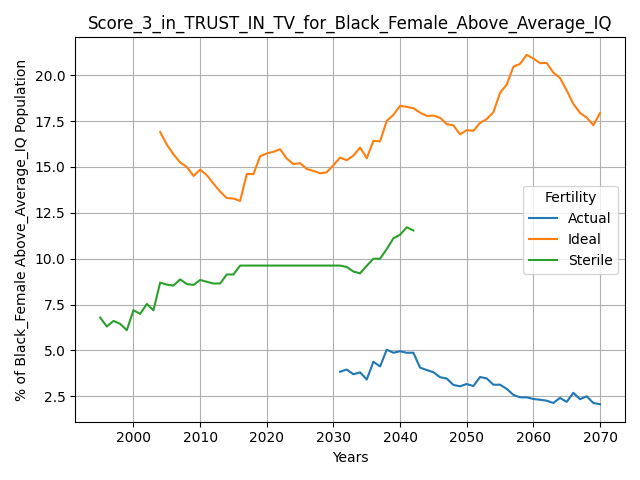 Score_3_in_TRUST_IN_TV_for_Black_Female_Above_Average_IQ
% of Black_Female Above_Average_IQ Population
20.0
17.5
15.0
12.5
10.0
7.5
5.0
2.5
Fertility
Actual
Ideal
Sterile
2000 2010 2020 2030 2040 2050 2060 2070
Years